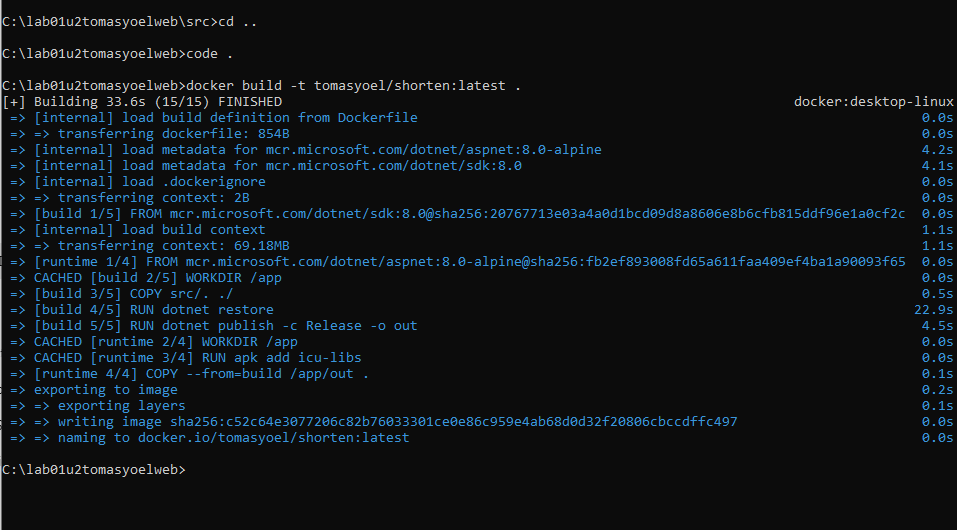 C:\lab01u2tomasyoelweb\src>cd ..
C:\lab01u2tomasyoelweb>code .
C:\lab01u2tomasyoelweb>docker build -t tomasyoel/shorten:latest .
[+] Building 33.6s (15/15) FINISHED docker:desktop-linux
=> [internal] load build definition from Dockerfile 0.0s
=> => transferring dockerfile: 854B 0.0s
=> [internal] load metadata for mcr.microsoft.com/dotnet/aspnet:8.0-alpine 4.2s
=> [internal] load metadata for mcr.microsoft.com/dotnet/sdk:8.0 4.1s
=> [internal] load .dockerignore 0.0s
=> => transferring context: 2B 0.0s
=> [build 1/5] FROM mcr.microsoft.com/dotnet/sdk:8.0@sha256:20767713e03a4a0d1bcd09d8a8606e8b6cfb815ddf96e1a0cf2c 0.0s
=> [internal] load build context 1.1s
=> => transferring context: 69.18MB 1.1s
=> [runtime 1/4] FROM mcr.microsoft.com/dotnet/aspnet:8.0-alpine@sha256:fb2ef893008fd65a611faa409ef4ba1a90093f65 0.0s
=> CACHED [build 2/5] WORKDIR /app 0.0s
=> [build 3/5] COPY src/. ./ 0.5s
=> [build 4/5] RUN dotnet restore 22.9s
=> [build 5/5] RUN dotnet publish -c Release -o out 4.5s
=> CACHED [runtime 2/4] WORKDIR /app 0.0s
=> CACHED [runtime 3/4] RUN apk add icu-libs 0.0s
=> [runtime 4/4] COPY --from=build /app/out . 0.1s
=> exporting to image 0.2s
=> => exporting layers 0.1s
=> => writing image sha256:c52c64e3077206c82b76033301ce0e86c959e4ab68d0d32f20806cbccdffc497 0.0s
=> => naming to docker.io/tomasyoel/shorten:latest 0.0s
C:\lab01u2tomasyoelweb>